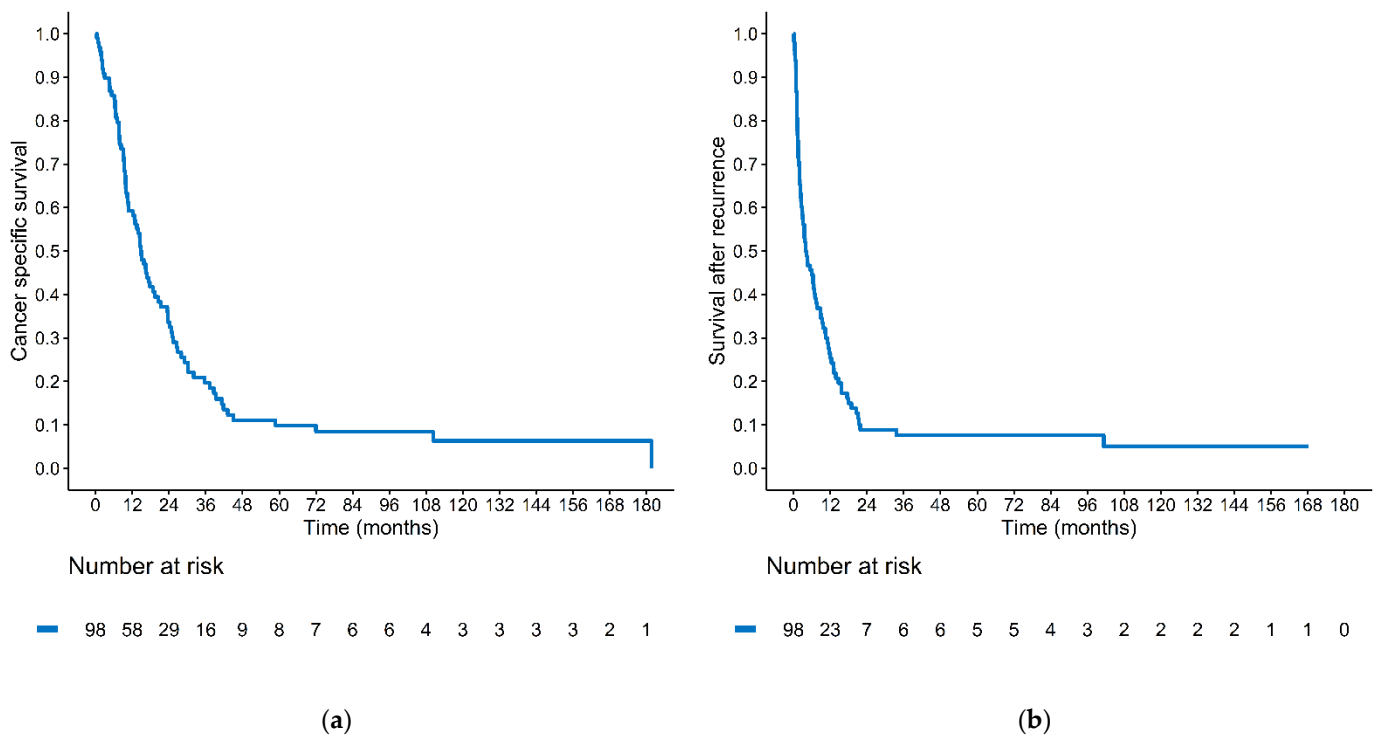 1.0
0.9
0.8
0.7
0.6
0.5
0.4
0.3
0.2
0.1
0.0
Cancer specific survival
0 12 24 36 48 60 72 84 96 108 120 132 144 156 168 180
Time (months)
Number at risk
98 58 29 16 9 8 7 6 6 4 3 3 3 3 2 1
(a)
1.0
0.9
0.8
0.7
0.6
0.5
0.4
0.3
0.2
0.1
0.0
Survival after recurrence
0 12 24 36 48 60 72 84 96 108 120 132 144 156 168 180
Time (months)
Number at risk
98 23 7 6 6 5 5 4 3 2 2 2 2 1 1 0
(b)